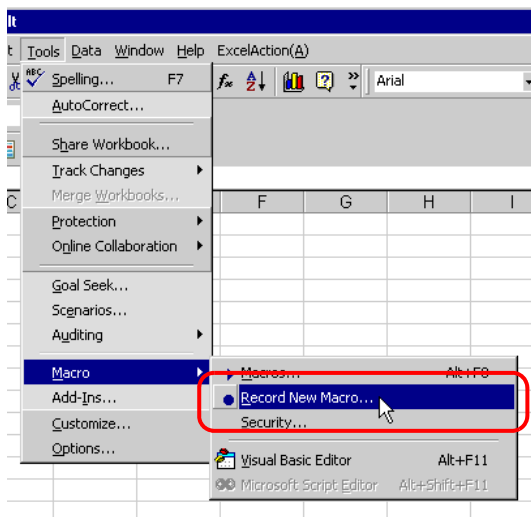 lt
t Tools Data Window Help ExcelAction(A)
ABC Spelling... F7 Arial
AutoCorrect...
Share Workbook...
Track Changes
Merge Workbooks...
C F G H I
Protection
Online Collaboration
Goal Seek...
Scenarios...
Auditing
Macro Macros... Alt+F8
Add-Ins... Record New Macro...
Customize... Security...
Options... Visual Basic Editor Alt+F11
Microsoft Script Editor Alt+Shift+F11